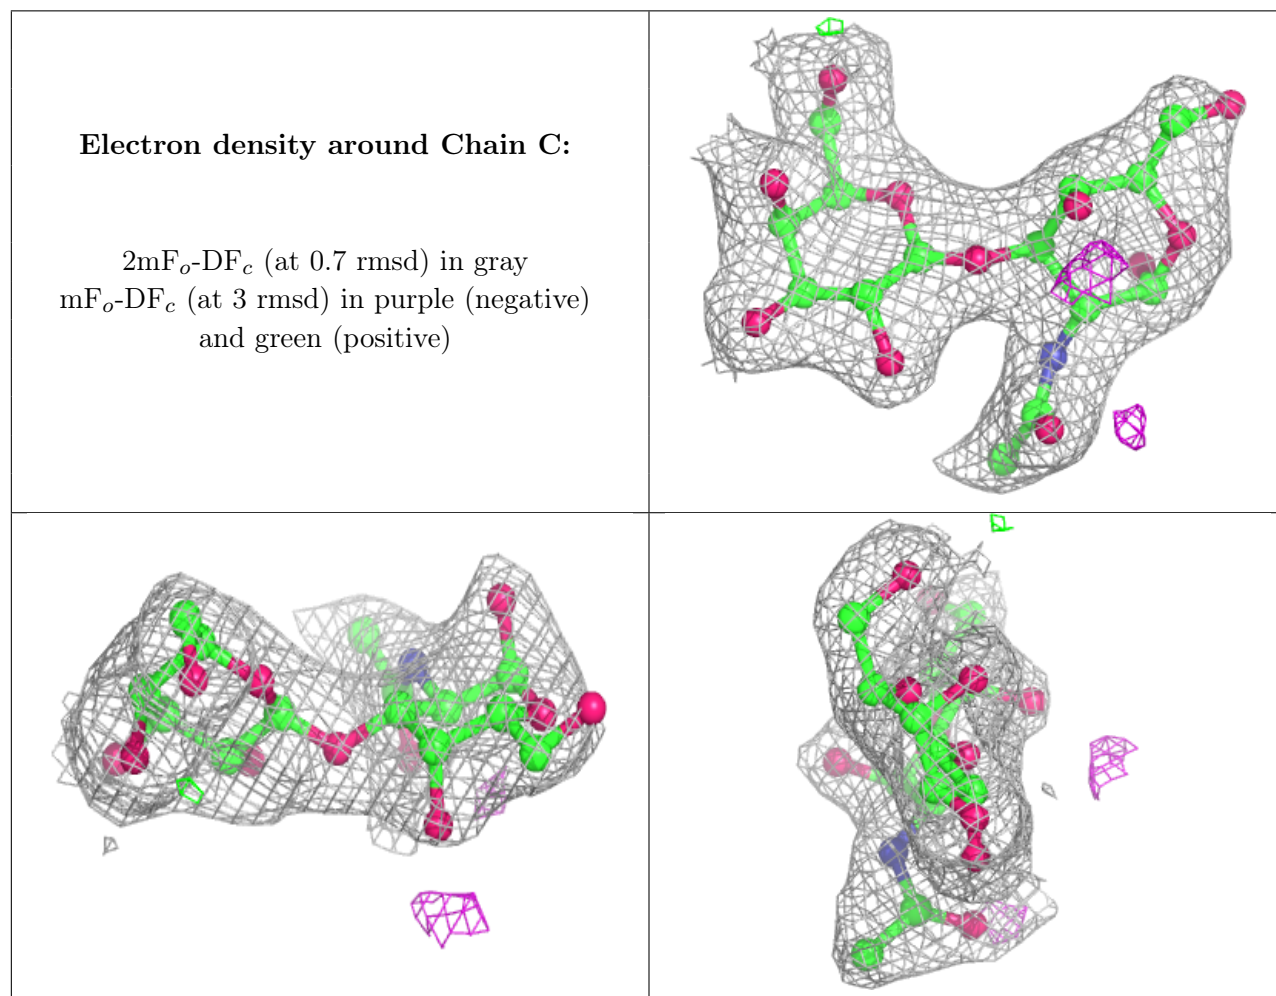 Electron density around Chain C:
2mFo-DFc (at 0.7 rmsd) in gray
mFo-DFc (at 3 rmsd) in purple (negative)
and green (positive)